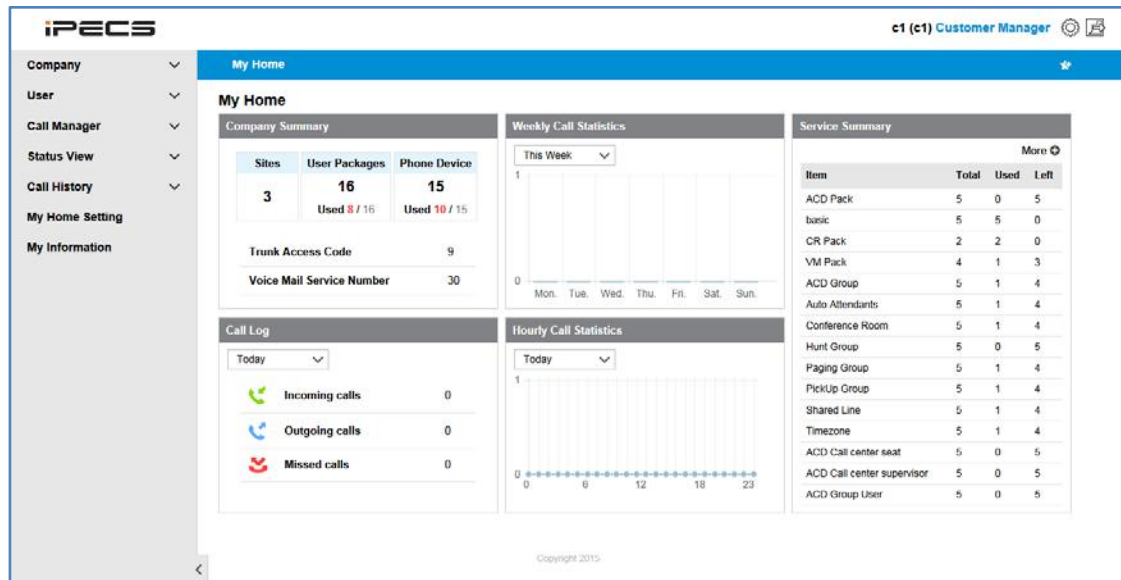 iPECS
c1 (c1) Customer Manager
Company
User
Call Manager
Status View
Call History
My Home Setting
My Information
My Home
My Home
Company Summary
Sites User Packages Phone Device
3 16 15
Used 8 / 16 Used 10 / 15
Trunk Access Code 9
Voice Mail Service Number 30
Weekly Call Statistics
This Week
1
0
Mon. Tue. Wed. Thu. Fri. Sat. Sun.
Service Summary
More
Item Total Used Left
ACD Pack 5 0 5
basic 5 5 0
CR Pack 2 2 0
VM Pack 4 1 3
ACD Group 5 1 4
Auto Attendants 5 1 4
Conference Room 5 1 4
Hunt Group 5 0 5
Paging Group 5 1 4
PickUp Group 5 1 4
Shared Line 5 1 4
Timezone 5 1 4
ACD Call center seat 5 0 5
ACD Call center supervisor 5 0 5
ACD Group User 5 0 5
Call Log
Today
Incoming calls 0
Outgoing calls 0
Missed calls 0
Hourly Call Statistics
Today
1
0
0 6 12 18 23
Copyright 2015